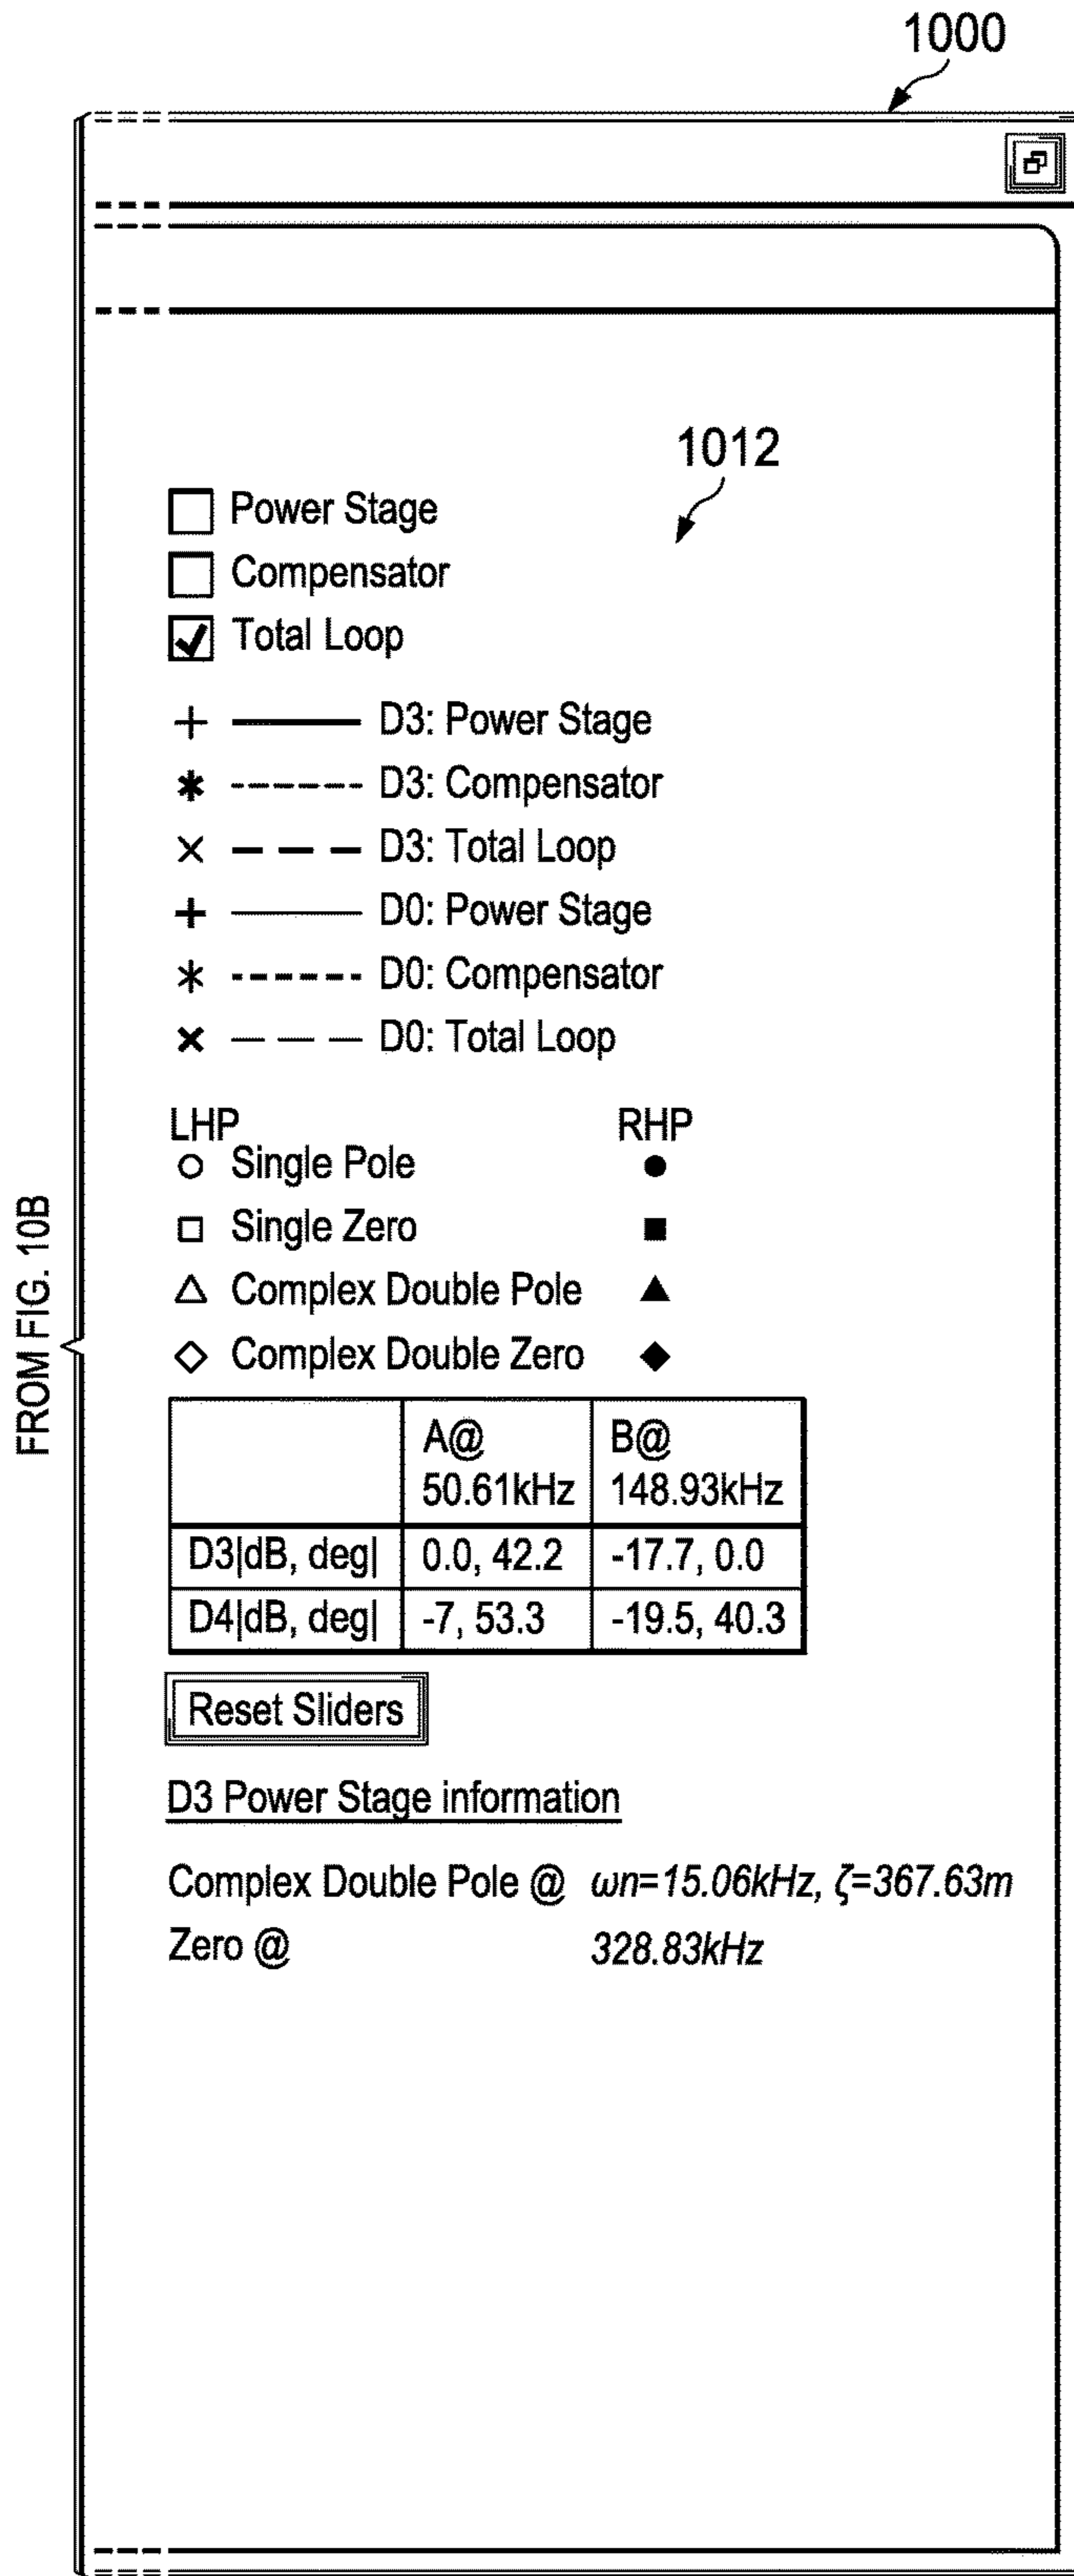 1000
1012
Power Stage
Compensator
Total Loop
D3: Power Stage
D3: Compensator
D3: Total Loop
D0: Power Stage
D0: Compensator
D0: Total Loop
LHP RHP
Single Pole
Single Zero
Complex Double Pole
Complex Double Zero
FROM FIG. 10B
A@ B@
50.61kHz 148.93kHz
D3|dB, deg| 0.0, 42.2 -17.7, 0.0
D4|dB, deg| -7, 53.3 -19.5, 40.3
Reset Sliders
D3 Power Stage information
Complex Double Pole @ ωn=15.06kHz, ζ=367.63m
Zero @ 328.83kHz